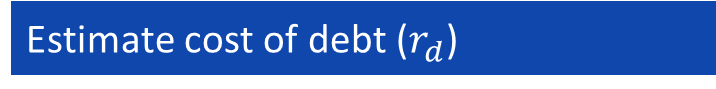 Estimate cost of debt (r_d)